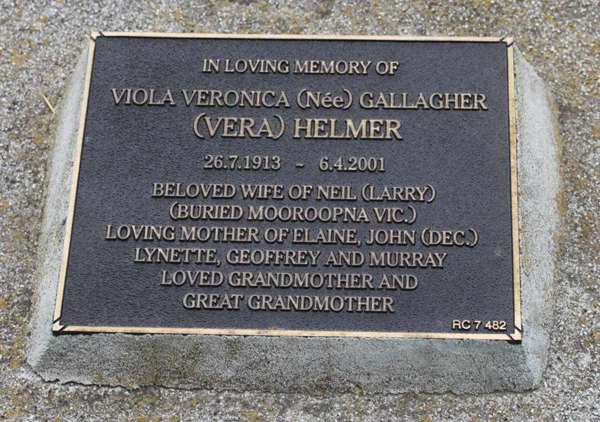 IN LOVING MEMORY OF
VIOLA VERONICA (Née) GALLAGHER
(VERA) HELMER
26.7.1913 ~ 6.4.2001
BELOVED WIFE OF NEIL (LARRY)
(BURIED MOOROOPNA VIC.)
LOVING MOTHER OF ELAINE, JOHN (DEC.)
LYNETTE, GEOFFREY AND MURRAY
LOVED GRANDMOTHER AND
GREAT GRANDMOTHER
RC 7 482